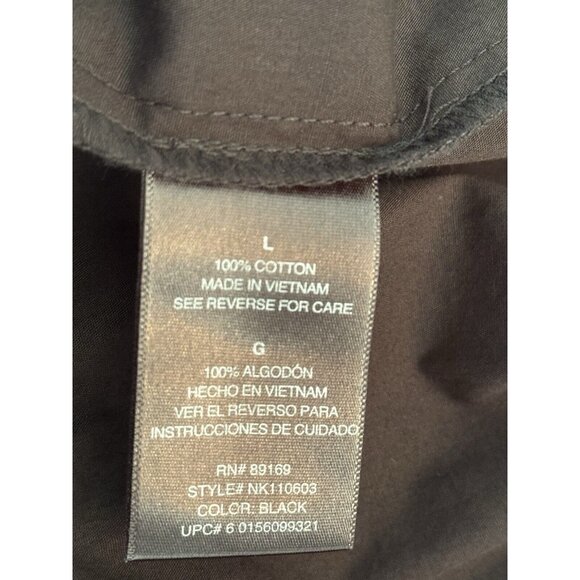 L
100% COTTON
MADE IN VIETNAM
SEE REVERSE FOR CARE
G
100% ALGODÓN
HECHO EN VIETNAM
VER EL REVERSO PARA
INSTRUCCIONES DE CUIDADO
RN# 89169
STYLE# NK110603
COLOR: BLACK
UPC# 6 0156099321